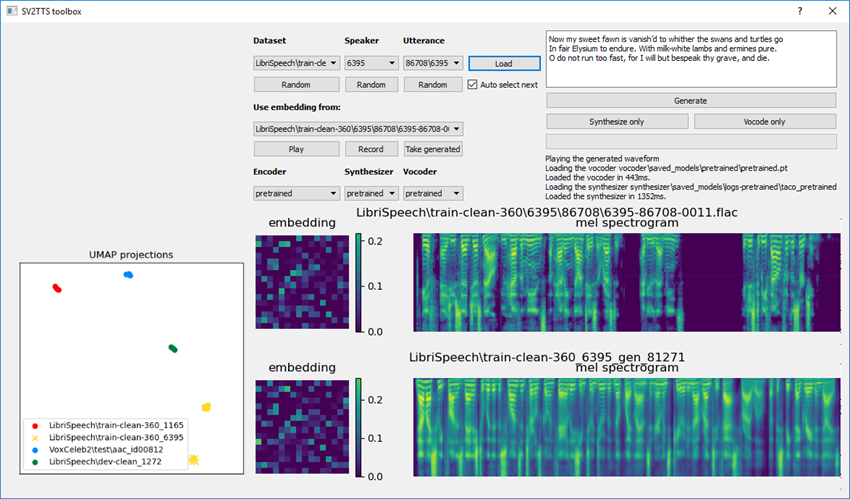 SV2TTS toolbox
?
Dataset
Speaker
Utterance
LibriSpeech\train-cle
6395
86708\6395
Load
Random
Random
Random
Auto select next
Use embedding from:
LibriSpeech\train-clean-360\6395\86708\6395-86708-0
Play
Record
Take generated
Encoder
Synthesizer
Vocoder
pretrained
pretrained
pretrained
Now my sweet fawn is vanish'd to whither the swans and turtles go
In fair Elysium to endure. With milk-white lambs and ermines pure.
O do not run too fast, for I will but bespeak thy grave, and die.
Generate
Synthesize only
Vocode only
Playing the generated waveform
Loading the vocoder vocoder\saved_models\pretrained\pretrained.pt
Loaded the vocoder in 443ms.
Loading the synthesizer synthesizer\saved_models\logs-pretrained\taco_pretrained
Loaded the synthesizer in 1352ms.
LibriSpeech\train-clean-360\6395\86708\6395-86708-0011.flac
embedding
mel spectrogram
0.2
0.1
0.0
UMAP projections
LibriSpeech\train-clean-360_1165
LibriSpeech\train-clean-360_6395
VoxCeleb2\test\aac_id00812
LibriSpeech\dev-clean_1272
LibriSpeech\train-clean-360_6395_gen_81271
embedding
mel spectrogram
0.2
0.1
0.0